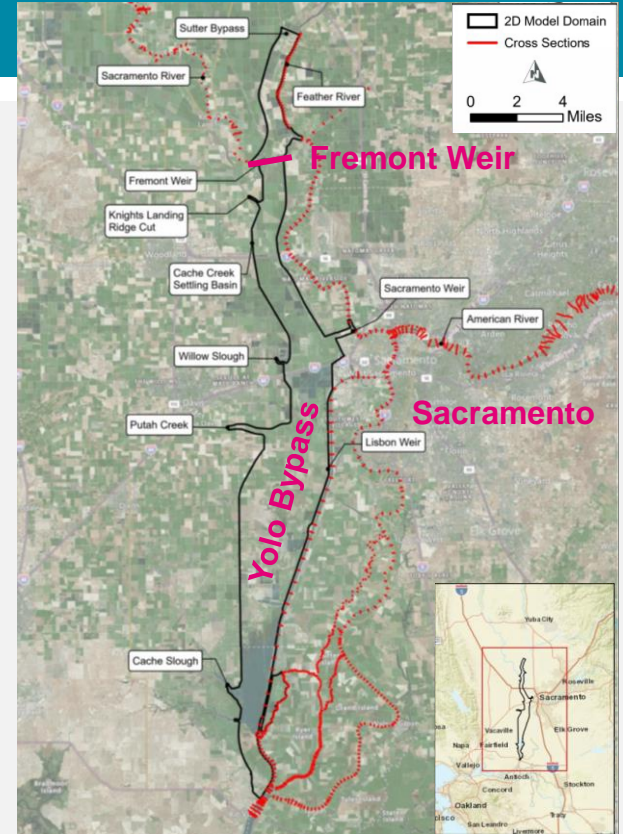 Sutter Bypass
2D Model Domain
Cross Sections
0 2 4
Miles
Sacramento River
Feather River
Fremont Weir
Fremont Weir
Knights Landing
Ridge Cut
Cache Creek
Settling Basin
Sacramento Weir
American River
Willow Slough
Sacramento
Putah Creek
Lisbon Weir
Yolo Bypass
Elk Grove
Cache Slough
Yuba City
Roseville
Sacramento
Vacaville
Elk Grove
Napa
Fairfield
Vallejo
Antioch
Stockton
Concord
Oakland
Tracy
San Leandro
Livermore